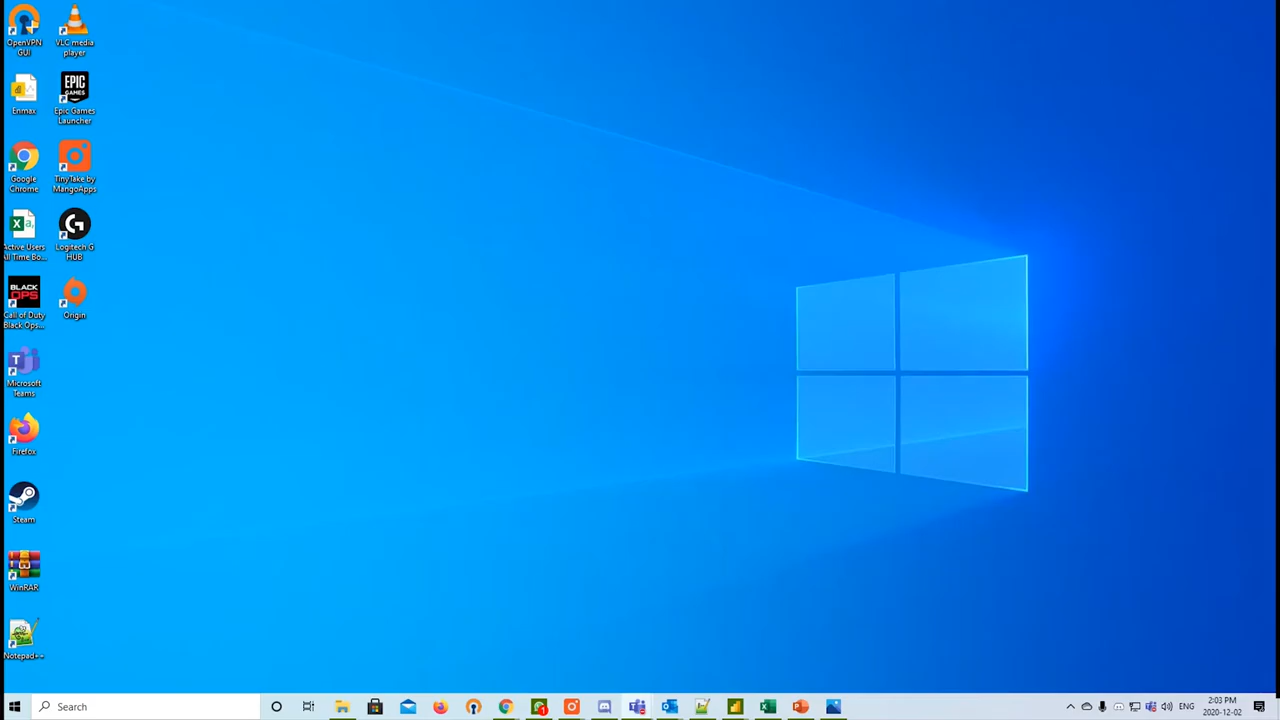 OpenVPN
GUI
VLC media
player
Enmax
EPIC
GAMES
Epic Games
Launcher
Google
Chrome
TinyTake by
MangoApps
Active Users
All Time Bo...
Logitech G
HUB
BLACK
OPS
Call of Duty
Black Ops...
Origin
Microsoft
Teams
Firefox
Steam
WinRAR
Notepad++
Search
ENG
2:03 PM
2020-12-02